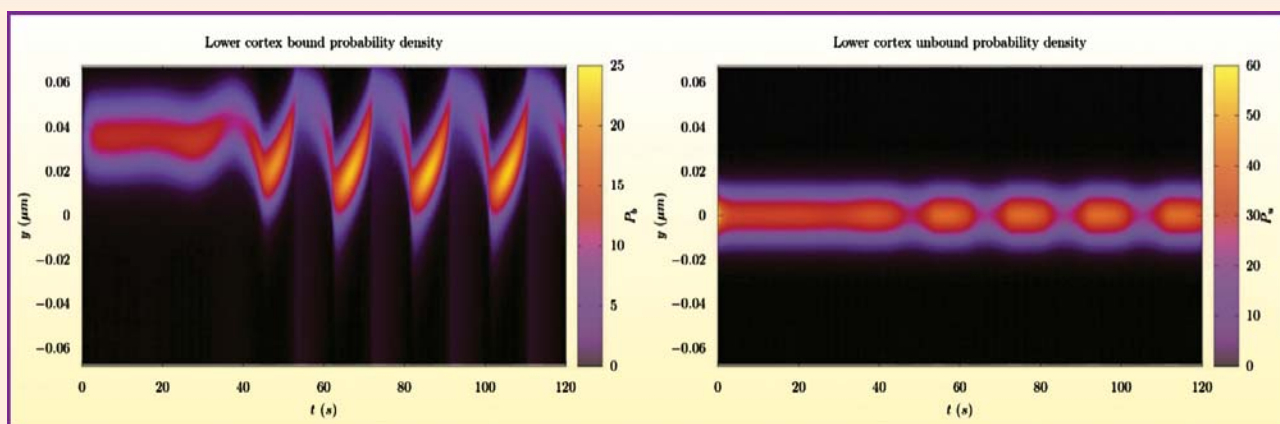 Lower cortex bound probability density
0.06
0.04
0.02
0
−0.02
−0.04
−0.06
y (μm)
0 20 40 60 80 100 120
t (s)
25
20
15
10
5
0
P_b
Lower cortex unbound probability density
0.06
0.04
0.02
0
−0.02
−0.04
−0.06
y (μm)
0 20 40 60 80 100 120
t (s)
60
50
40
30
20
10
0
P_u